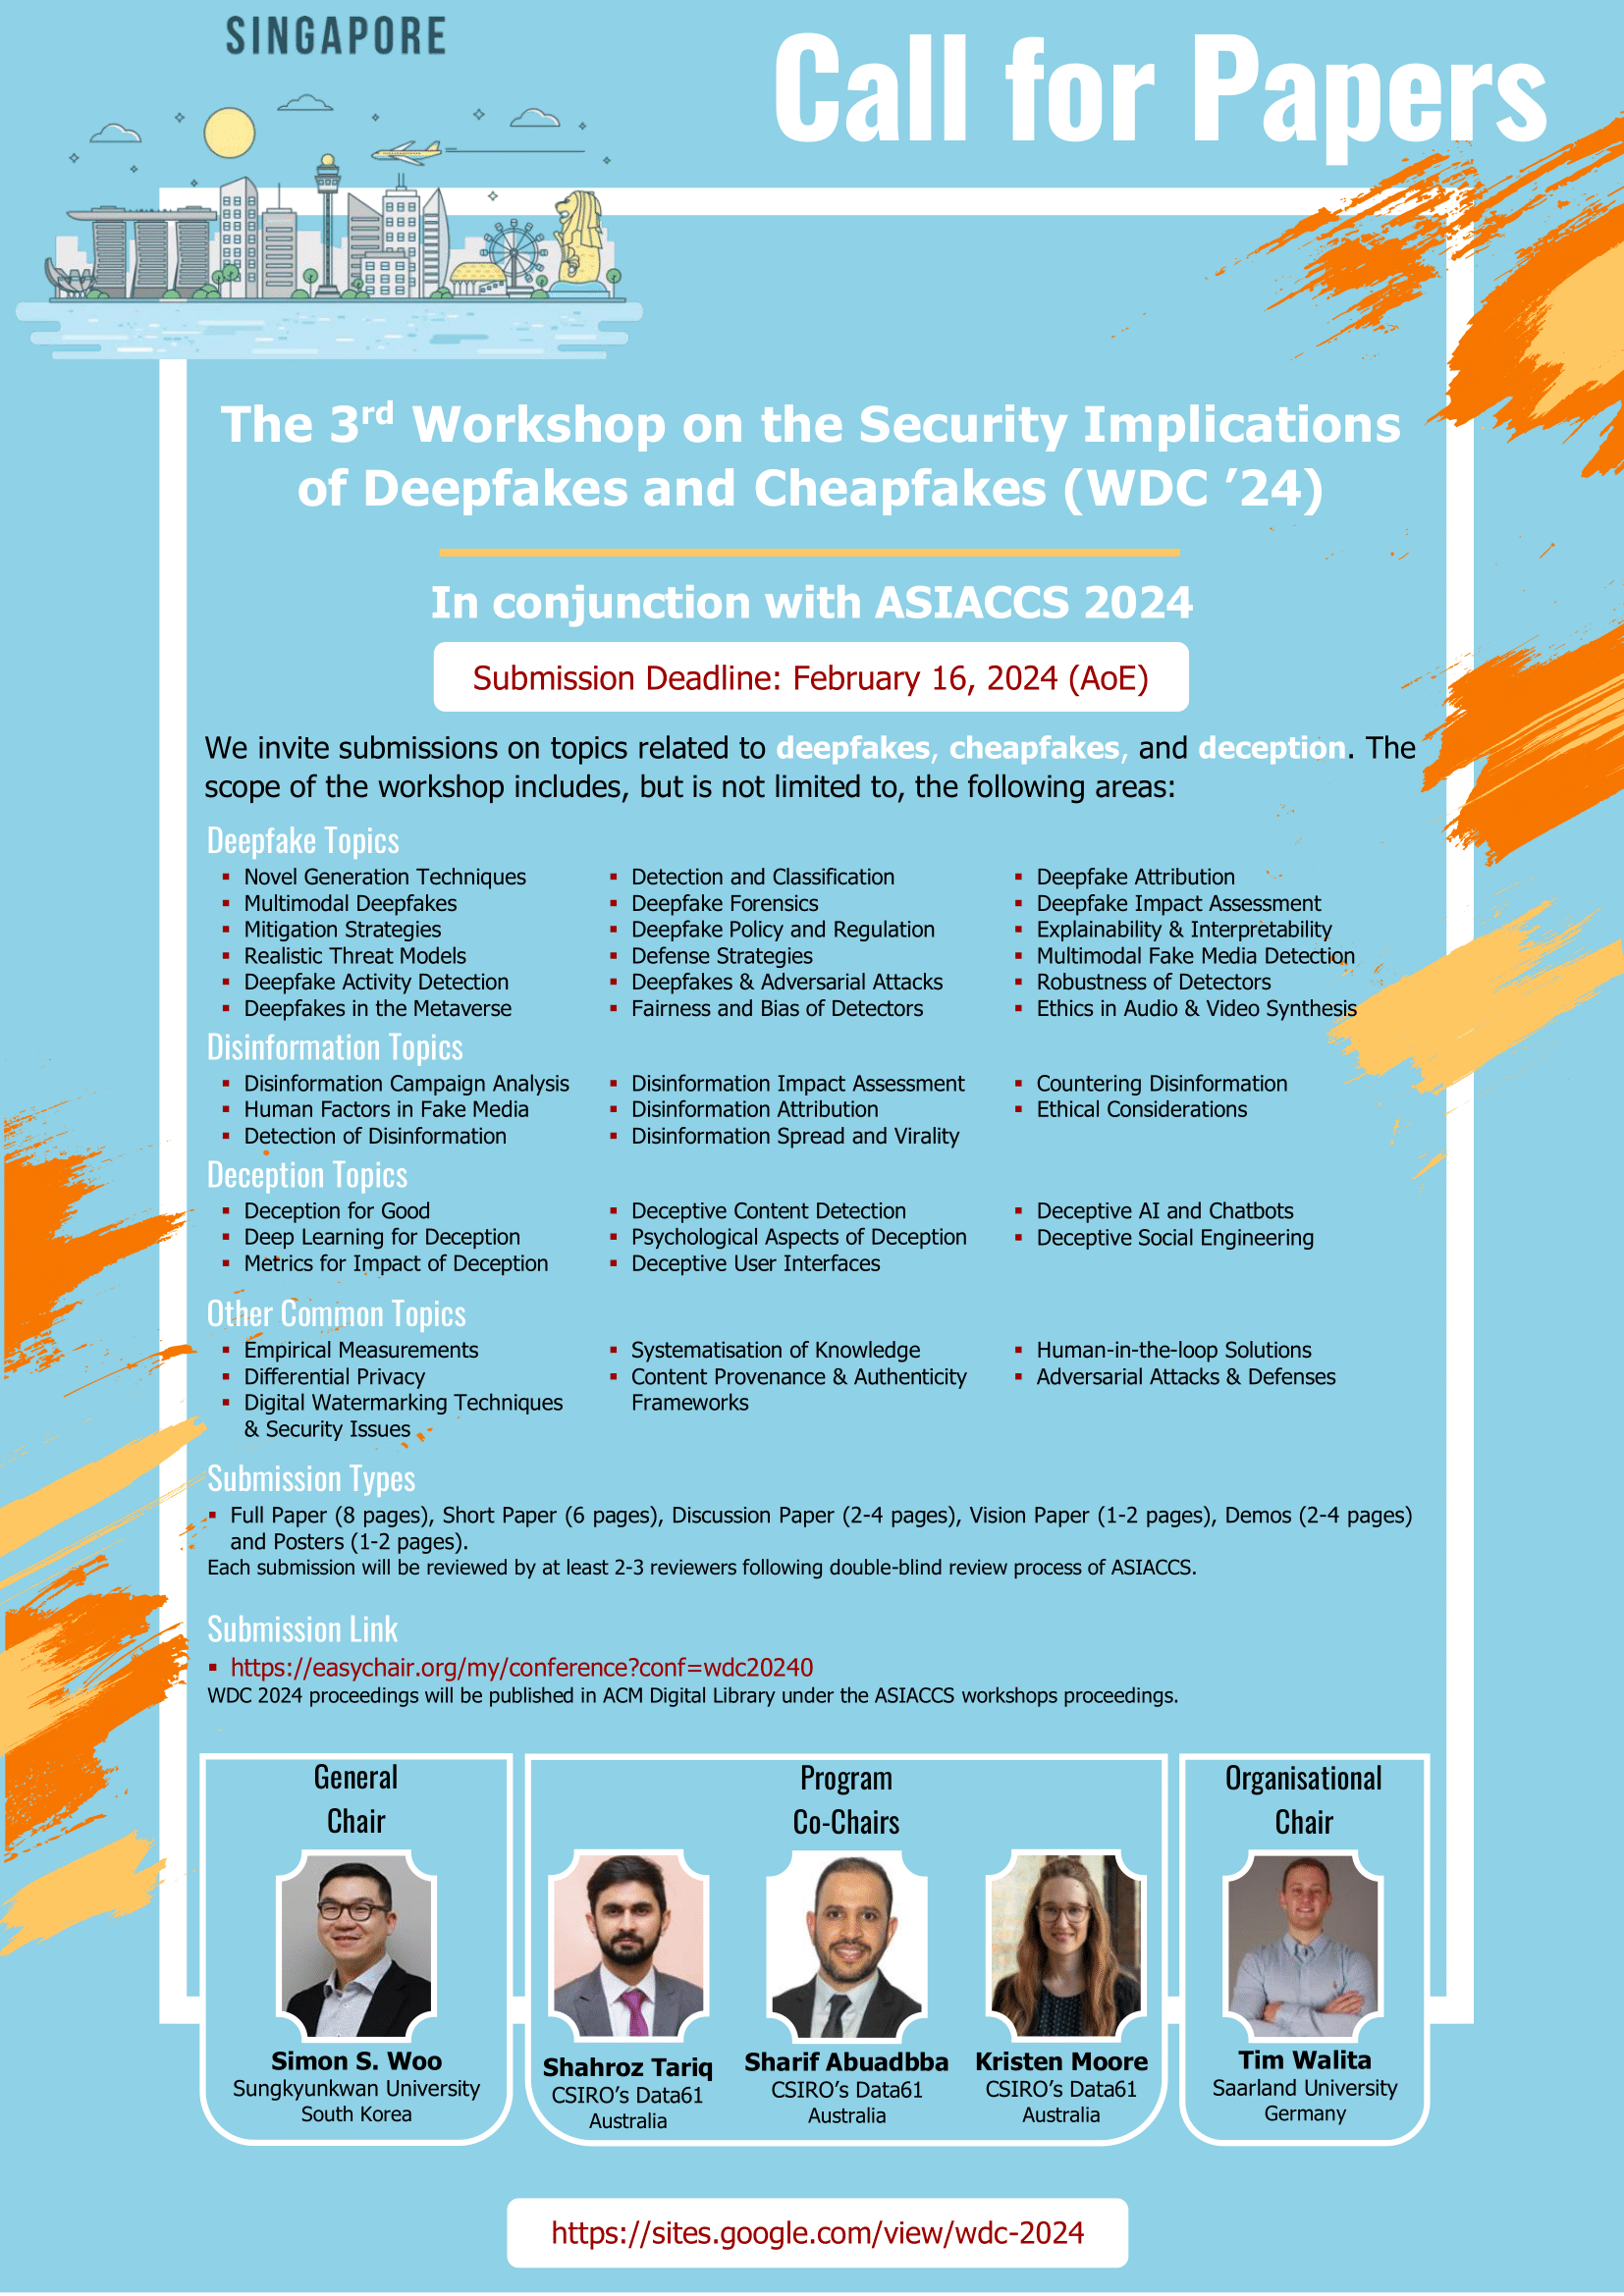 SINGAPORE
Call for Papers
The 3rd Workshop on the Security Implications
of Deepfakes and Cheapfakes (WDC ’24)
In conjunction with ASIACCS 2024
Submission Deadline: February 16, 2024 (AoE)
We invite submissions on topics related to deepfakes, cheapfakes, and deception. The
scope of the workshop includes, but is not limited to, the following areas:
Deepfake Topics
▪ Novel Generation Techniques
▪ Multimodal Deepfakes
▪ Mitigation Strategies
▪ Realistic Threat Models
▪ Deepfake Activity Detection
▪ Deepfakes in the Metaverse
▪ Detection and Classification
▪ Deepfake Forensics
▪ Deepfake Policy and Regulation
▪ Defense Strategies
▪ Deepfakes & Adversarial Attacks
▪ Fairness and Bias of Detectors
▪ Deepfake Attribution
▪ Deepfake Impact Assessment
▪ Explainability & Interpretability
▪ Multimodal Fake Media Detection
▪ Robustness of Detectors
▪ Ethics in Audio & Video Synthesis
Disinformation Topics
▪ Disinformation Campaign Analysis
▪ Human Factors in Fake Media
▪ Detection of Disinformation
▪ Disinformation Impact Assessment
▪ Disinformation Attribution
▪ Disinformation Spread and Virality
▪ Countering Disinformation
▪ Ethical Considerations
Deception Topics
▪ Deception for Good
▪ Deep Learning for Deception
▪ Metrics for Impact of Deception
▪ Deceptive Content Detection
▪ Psychological Aspects of Deception
▪ Deceptive User Interfaces
▪ Deceptive AI and Chatbots
▪ Deceptive Social Engineering
Other Common Topics
▪ Empirical Measurements
▪ Differential Privacy
▪ Digital Watermarking Techniques
& Security Issues
▪ Systematisation of Knowledge
▪ Content Provenance & Authenticity
Frameworks
▪ Human-in-the-loop Solutions
▪ Adversarial Attacks & Defenses
Submission Types
▪ Full Paper (8 pages), Short Paper (6 pages), Discussion Paper (2-4 pages), Vision Paper (1-2 pages), Demos (2-4 pages)
and Posters (1-2 pages).
Each submission will be reviewed by at least 2-3 reviewers following double-blind review process of ASIACCS.
Submission Link
▪ https://easychair.org/my/conference?conf=wdc20240
WDC 2024 proceedings will be published in ACM Digital Library under the ASIACCS workshops proceedings.
General
Chair
Simon S. Woo
Sungkyunkwan University
South Korea
Program
Co-Chairs
Shahroz Tariq
CSIRO’s Data61
Australia
Sharif Abuadbba
CSIRO’s Data61
Australia
Kristen Moore
CSIRO’s Data61
Australia
Organisational
Chair
Tim Walita
Saarland University
Germany
https://sites.google.com/view/wdc-2024